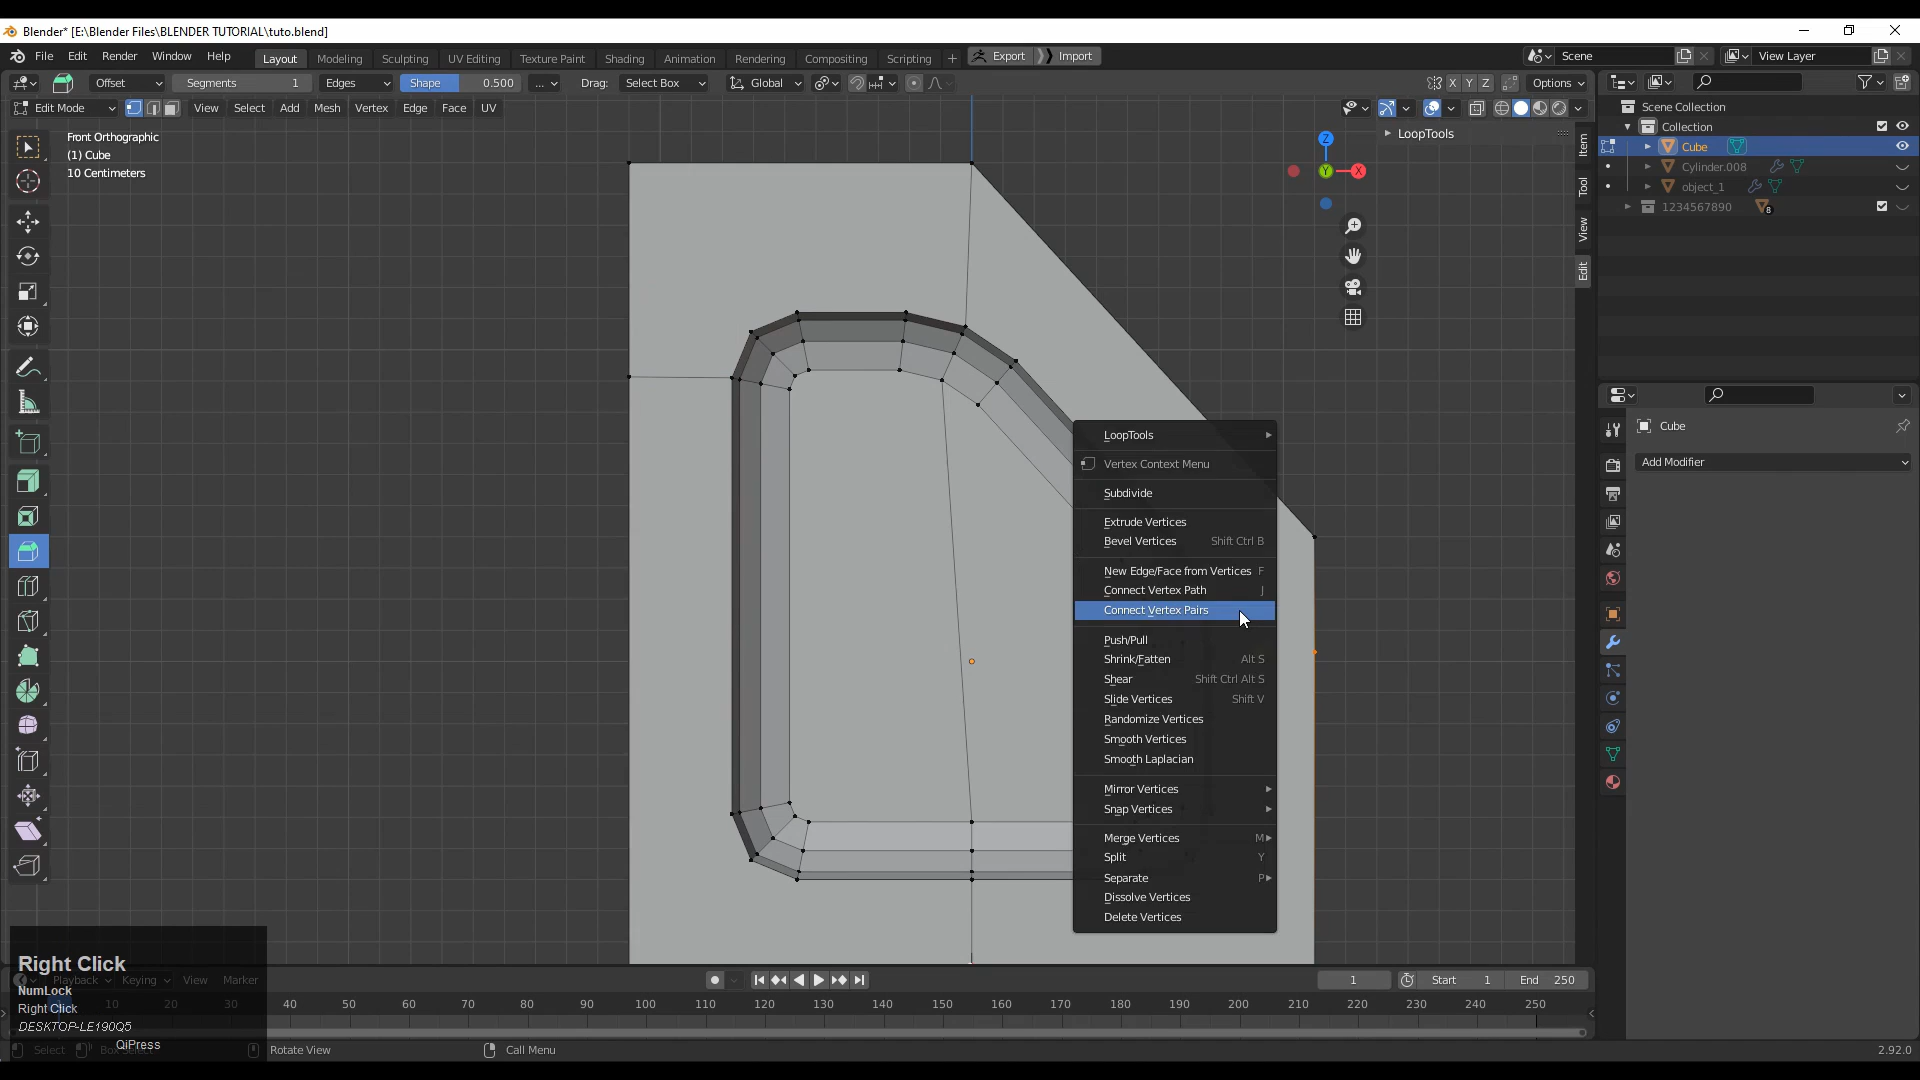 Blender* [E:\Blender Files\BLENDER TUTORIAL\tuto.blend]
File Edit Render Window Help Layout Modeling Sculpting UV Editing Texture Paint Shading Animation Rendering Compositing Scripting + Export Import Scene View Layer
Offset Segments 1 Edges Shape 0.500 ... Drag: Select Box Global X Y Z Options
Edit Mode View Select Add Mesh Vertex Edge Face UV
Front Orthographic
(1) Cube
10 Centimeters
LoopTools
Z
Y
X
Item
Tool
View
Edit
Scene Collection
Collection
Cube
Cylinder.008
object_1
1234567890 8
Cube
Add Modifier
LoopTools
Vertex Context Menu
Subdivide
Extrude Vertices
Bevel Vertices Shift Ctrl B
New Edge/Face from Vertices F
Connect Vertex Path J
Connect Vertex Pairs
Push/Pull
Shrink/Fatten Alt S
Shear Shift Ctrl Alt S
Slide Vertices Shift V
Randomize Vertices
Smooth Vertices
Smooth Laplacian
Mirror Vertices
Snap Vertices
Merge Vertices M
Split Y
Separate P
Dissolve Vertices
Delete Vertices
Right Click
NumLock
Right Click
DESKTOP-LE190Q5
QiPress
Playback Keying View Marker 1 Start 1 End 250
10 20 30 40 50 60 70 80 90 100 110 120 130 140 150 160 170 180 190 200 210 220 230 240 250
Select Box Select Rotate View Call Menu 2.92.0